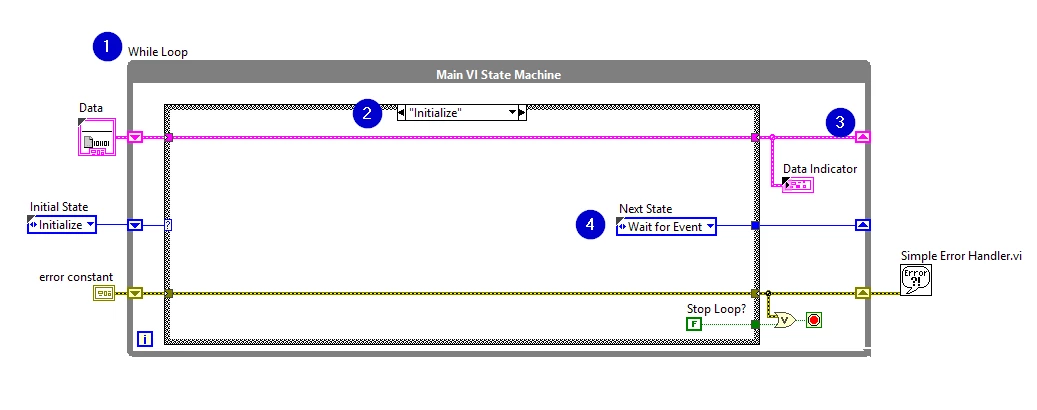 1
While Loop
Main VI State Machine
Data
2
"Initialize"
3
Data Indicator
Initial State
Initialize
?
4
Next State
Wait for Event
error constant
Simple Error Handler.vi
Error
?!
Stop Loop?
F
V
i